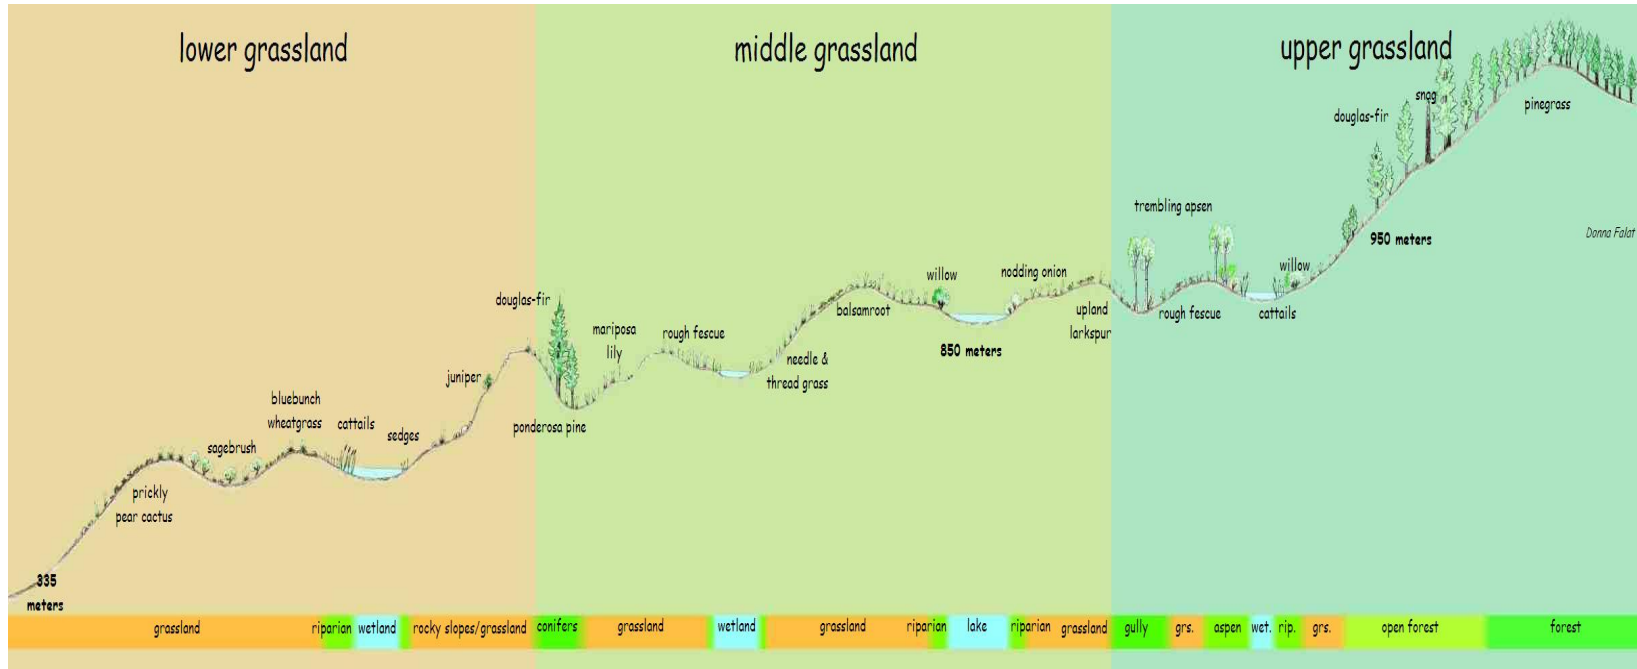 lower grassland
middle grassland
upper grassland
snag
pinegrass
douglas-fir
trembling apsen
Donna Falat
950 meters
willow
willow
nodding onion
douglas-fir
balsamroot
upland
larkspur
rough fescue
cattails
mariposa
lily
rough fescue
850 meters
needle &
thread grass
juniper
bluebunch
wheatgrass
cattails
sedges
ponderosa pine
sagebrush
prickly
pear cactus
335
meters
grassland
riparian
wetland
rocky slopes/grassland
conifers
grassland
wetland
grassland
riparian
lake
riparian
grassland
gully
grs.
aspen
wet.
rip.
grs.
open forest
forest